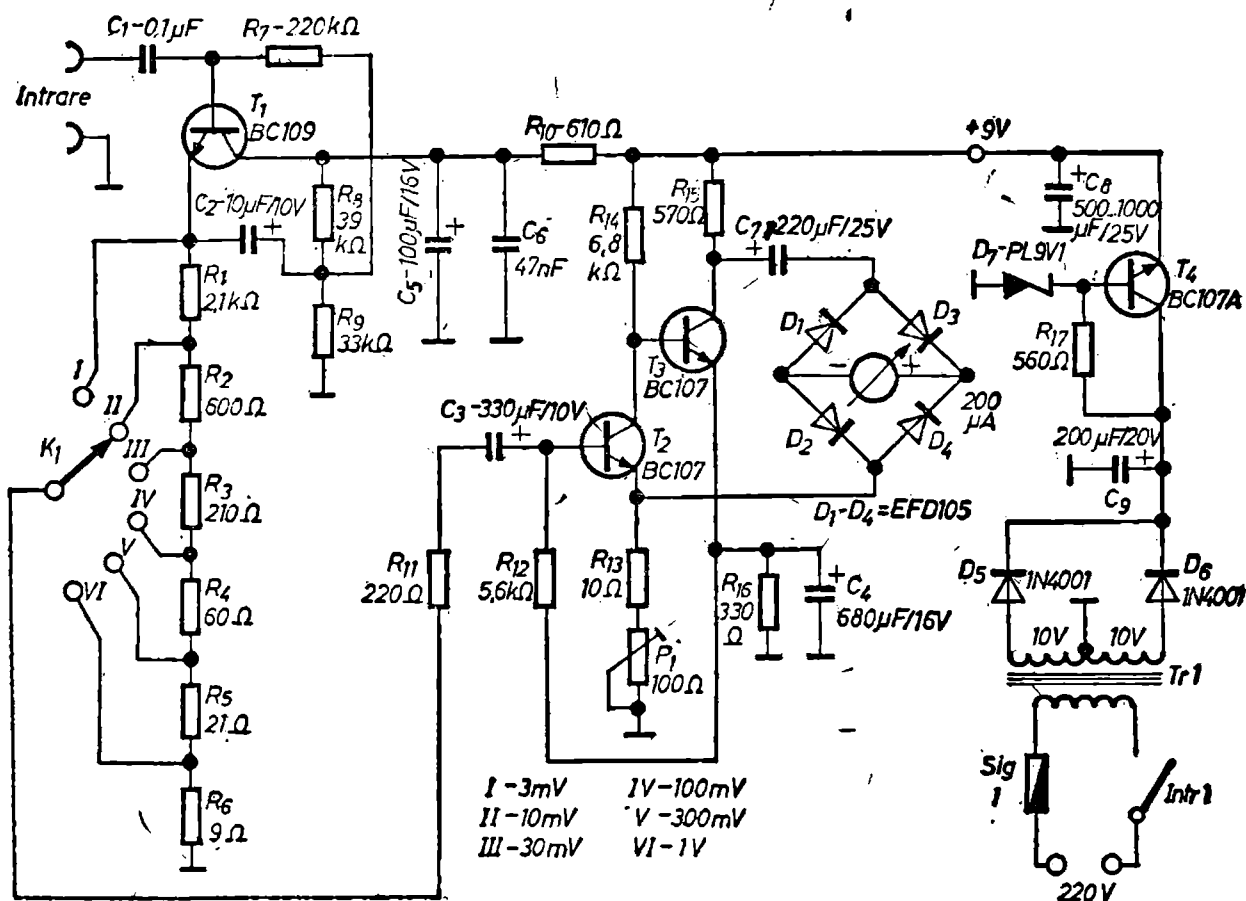 C1-0,1µF
R7-220kΩ
Intrare
T1
BC109
R10-610Ω
+9V
C2-10µF/10V
+
R8
39
kΩ
C5-100µF/16V
+
C6
47nF
R14
6,8
kΩ
R15
570Ω
C7
220µF/25V
+
+
C8
500-1000
µF/25V
D7-PL9V1
T4
BC107A
R17
560Ω
R1
2,1kΩ
R9
33kΩ
D1
D3
T3
BC107
-
+
200
µA
D2
D4
I
II
III
IV
V
VI
K1
R2
600Ω
C3-330µF/10V
+
T2
BC107
D1-D4=EFD105
200µF/20V
+
C9
R3
210Ω
R4
60Ω
R11
220Ω
R12
5,6kΩ
R13
10Ω
R16
330
Ω
+
C4
680µF/16V
D5
1N4001
D6
1N4001
10V
10V
Tr1
P1
100Ω
R5
21Ω
R6
9Ω
I-3mV
IV-100mV
II-10mV
V-300mV
III-30mV
VI-1V
Sig
1
Intr1
220V